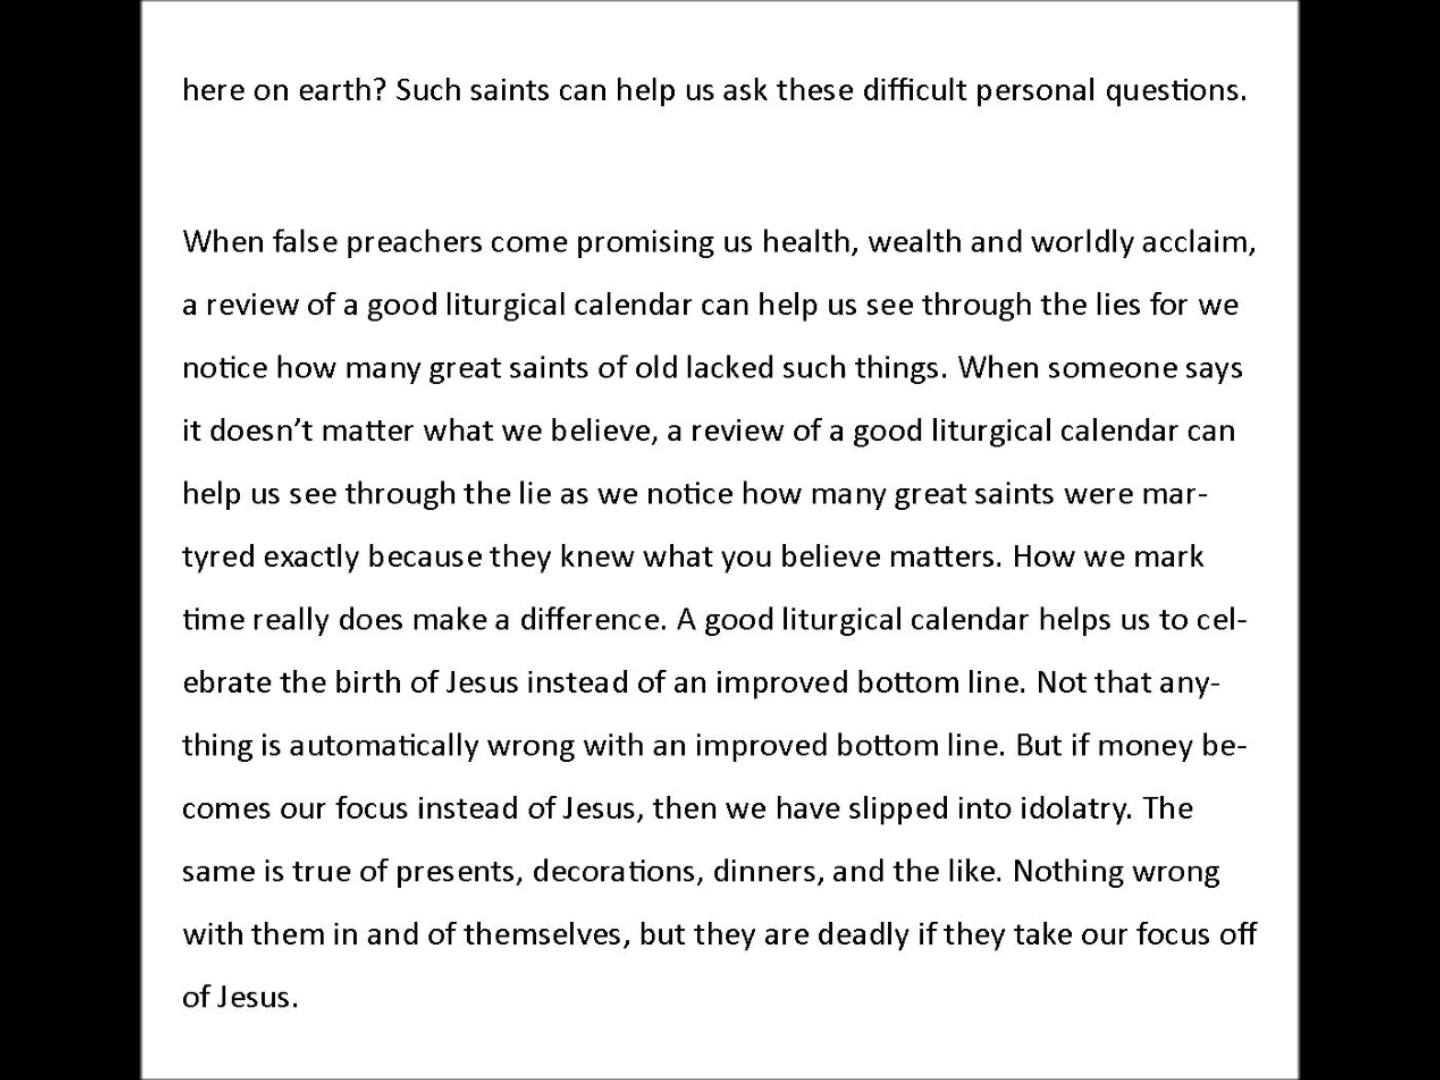 here on earth? Such saints can help us ask these difficult personal questions.
When false preachers come promising us health, wealth and worldly acclaim,
a review of a good liturgical calendar can help us see through the lies for we
notice how many great saints of old lacked such things. When someone says
it doesn’t matter what we believe, a review of a good liturgical calendar can
help us see through the lie as we notice how many great saints were mar-
tyred exactly because they knew what you believe matters. How we mark
time really does make a difference. A good liturgical calendar helps us to cel-
ebrate the birth of Jesus instead of an improved bottom line. Not that any-
thing is automatically wrong with an improved bottom line. But if money be-
comes our focus instead of Jesus, then we have slipped into idolatry. The
same is true of presents, decorations, dinners, and the like. Nothing wrong
with them in and of themselves, but they are deadly if they take our focus off
of Jesus.